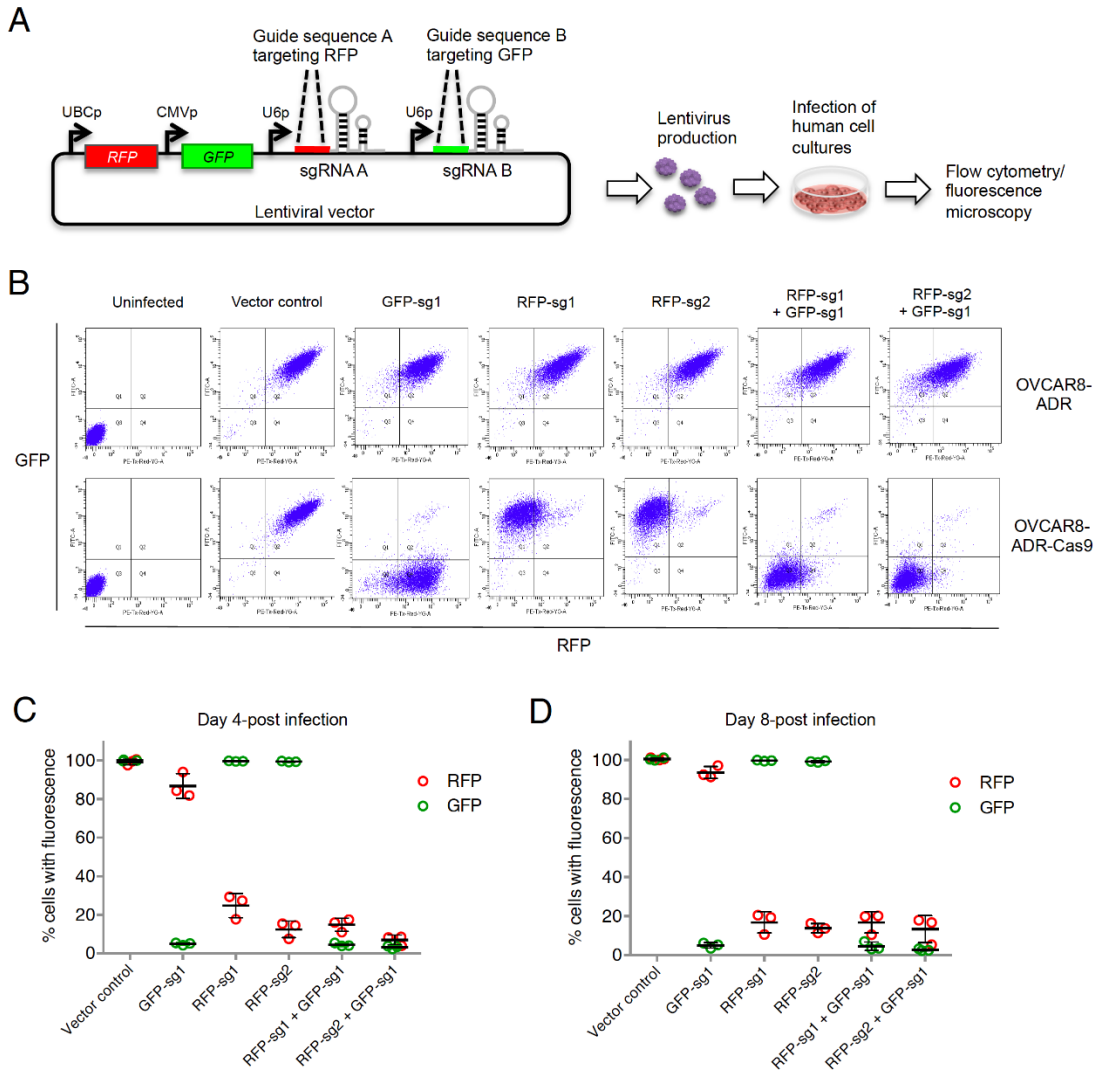 A
Guide sequence A
targeting RFP
Guide sequence B
targeting GFP
UBCp
CMVp
U6p
U6p
RFP
GFP
sgRNA A
sgRNA B
Lentiviral vector
Lentivirus
production
Infection of
human cell
cultures
Flow cytometry/
fluorescence
microscopy
B
Uninfected
Vector control
GFP-sg1
RFP-sg1
RFP-sg2
RFP-sg1
+ GFP-sg1
RFP-sg2
+ GFP-sg1
OVCAR8-
ADR
GFP
OVCAR8-
ADR-Cas9
RFP
C
Day 4-post infection
% cells with fluorescence
100
80
60
40
20
0
RFP
GFP
Vector control
GFP-sg1
RFP-sg1
RFP-sg2
RFP-sg1 + GFP-sg1
RFP-sg2 + GFP-sg1
D
Day 8-post infection
% cells with fluorescence
100
80
60
40
20
0
RFP
GFP
Vector control
GFP-sg1
RFP-sg1
RFP-sg2
RFP-sg1 + GFP-sg1
RFP-sg2 + GFP-sg1